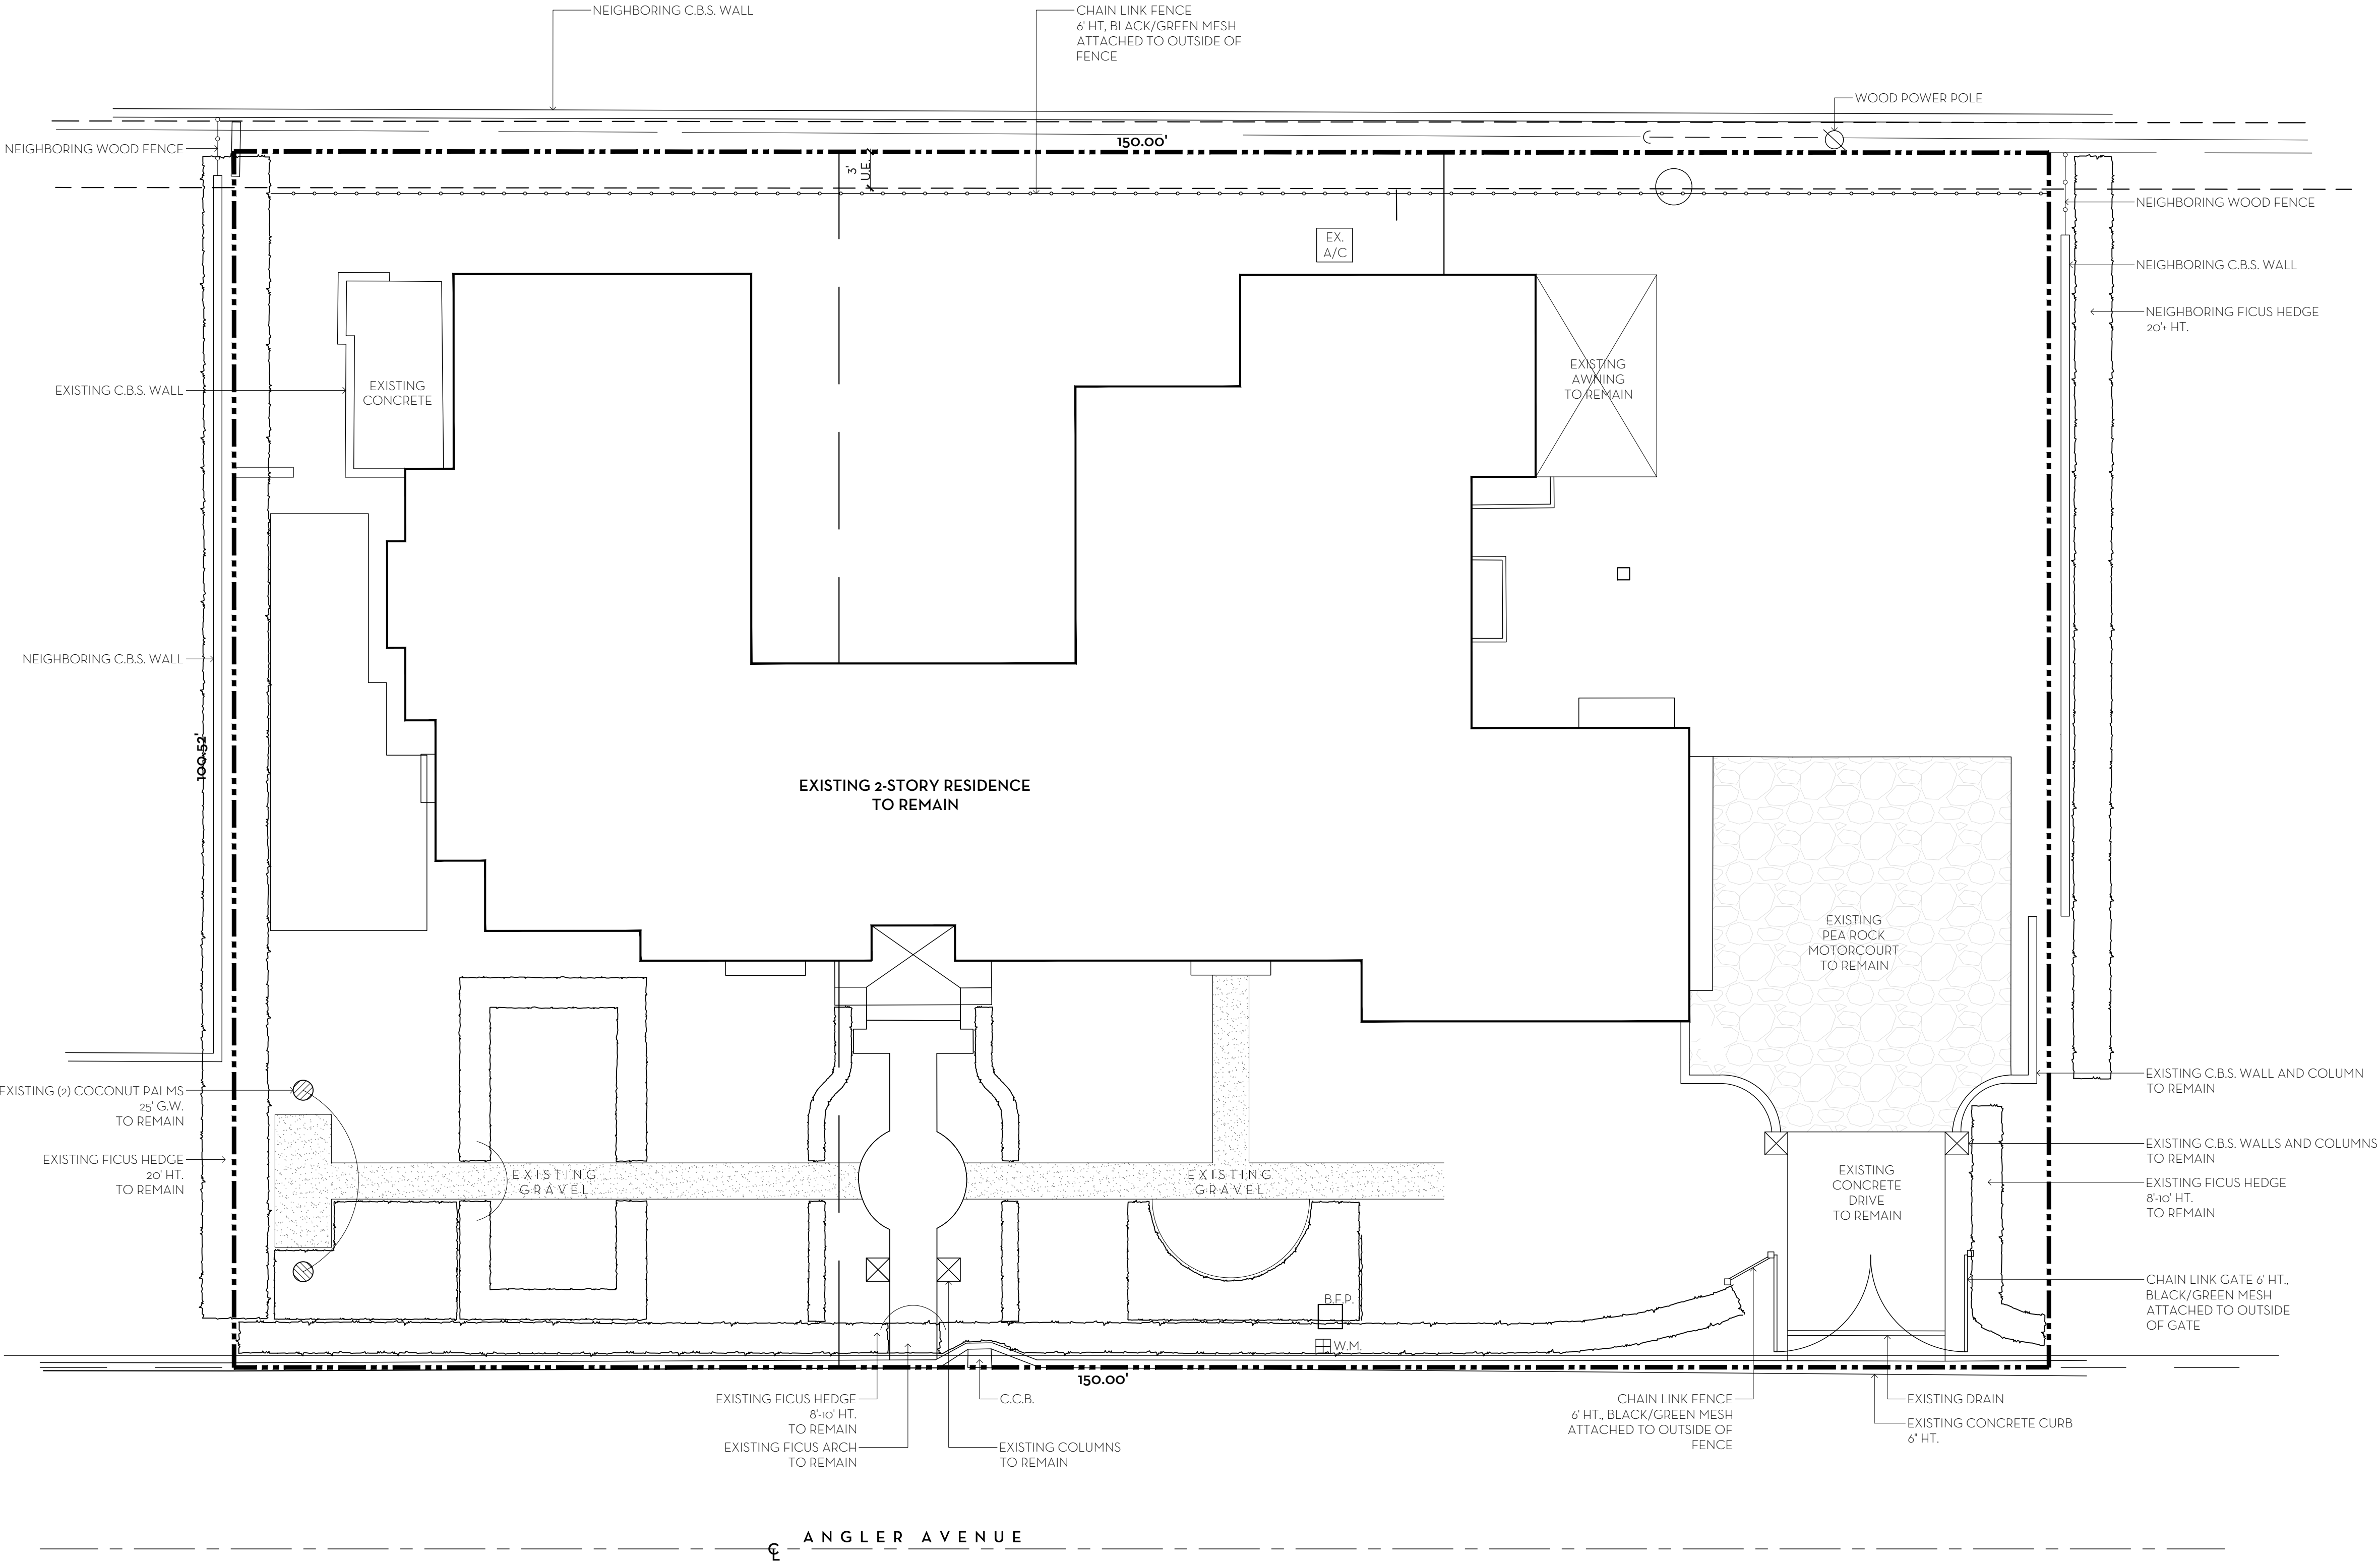 NEIGHBORING C.B.S. WALL
CHAIN LINK FENCE
6' HT, BLACK/GREEN MESH
ATTACHED TO OUTSIDE OF
FENCE
WOOD POWER POLE
150.00'
NEIGHBORING WOOD FENCE
3'
U.E.
NEIGHBORING WOOD FENCE
EX.
A/C
NEIGHBORING C.B.S. WALL
NEIGHBORING FICUS HEDGE
20'+ HT.
EXISTING
AWNING
TO REMAIN
EXISTING C.B.S. WALL
EXISTING
CONCRETE
NEIGHBORING C.B.S. WALL
100.52'
EXISTING 2-STORY RESIDENCE
TO REMAIN
EXISTING
PEA ROCK
MOTORCOURT
TO REMAIN
EXISTING C.B.S. WALL AND COLUMN
TO REMAIN
EXISTING (2) COCONUT PALMS
25' G.W.
TO REMAIN
EXISTING C.B.S. WALLS AND COLUMNS
TO REMAIN
EXISTING FICUS HEDGE
20' HT.
TO REMAIN
EXISTING
GRAVEL
EXISTING
GRAVEL
EXISTING
CONCRETE
DRIVE
TO REMAIN
EXISTING FICUS HEDGE
8'-10' HT.
TO REMAIN
CHAIN LINK GATE 6' HT.,
BLACK/GREEN MESH
ATTACHED TO OUTSIDE
OF GATE
B.F.P.
W.M.
150.00'
EXISTING FICUS HEDGE
8'-10' HT.
TO REMAIN
C.C.B.
EXISTING FICUS ARCH
TO REMAIN
EXISTING COLUMNS
TO REMAIN
CHAIN LINK FENCE
6' HT., BLACK/GREEN MESH
ATTACHED TO OUTSIDE OF
FENCE
EXISTING DRAIN
EXISTING CONCRETE CURB
6" HT.
ANGLER AVENUE
CL